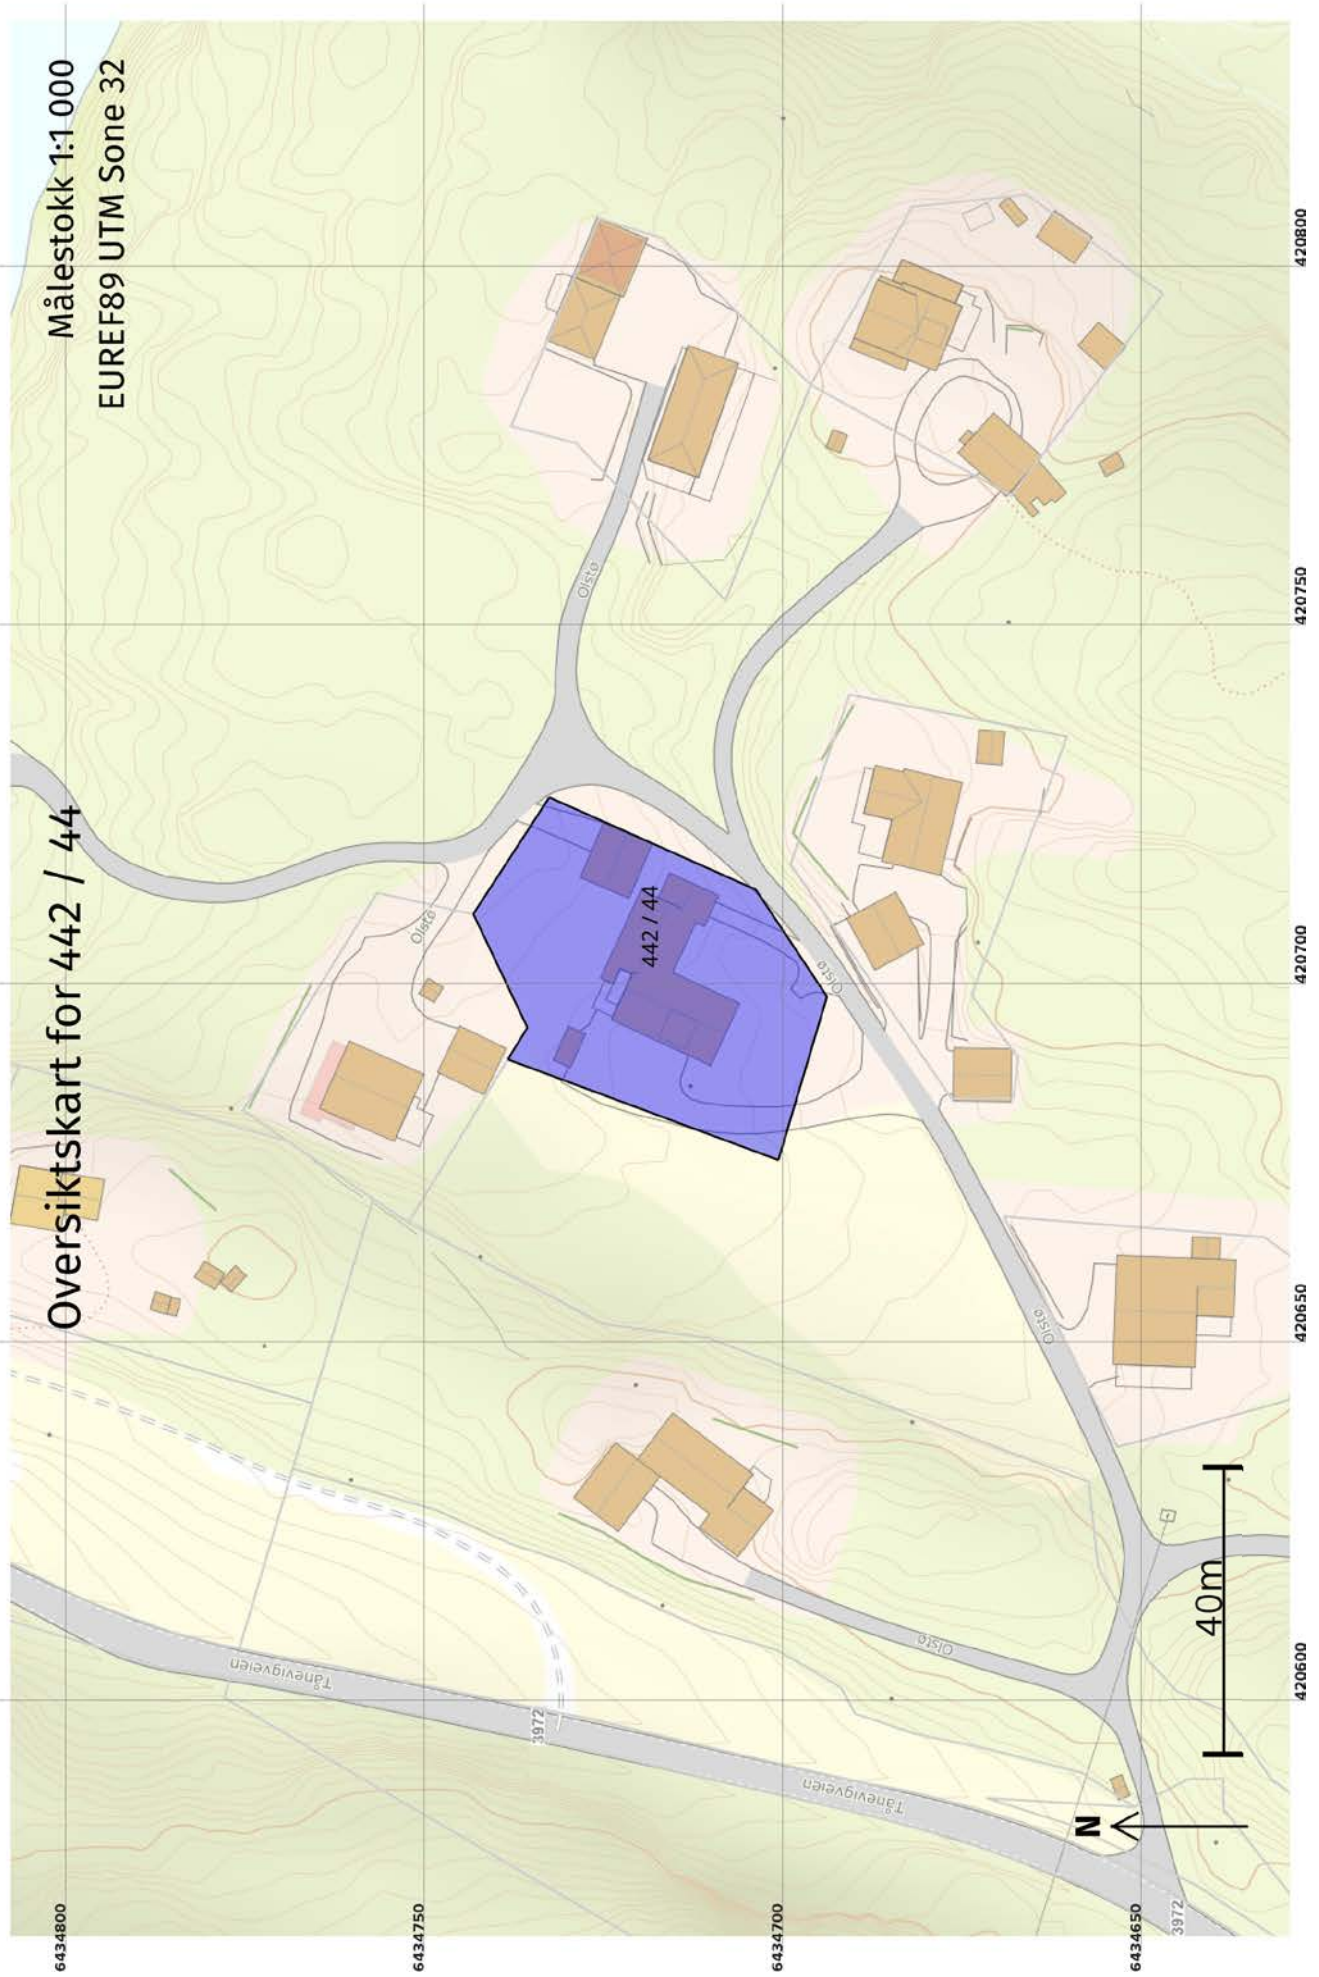 Oversiktskart for 442 / 44
Målestokk 1:1 000
EUREF89 UTM Sone 32
6434800
6434750
6434700
6434650
420600
420650
420700
420750
420800
Olstø
Olstø
442 / 44
Olstø
Olstø
Olstø
Tånevigveien
3972
Tånevigveien
3972
40m
N